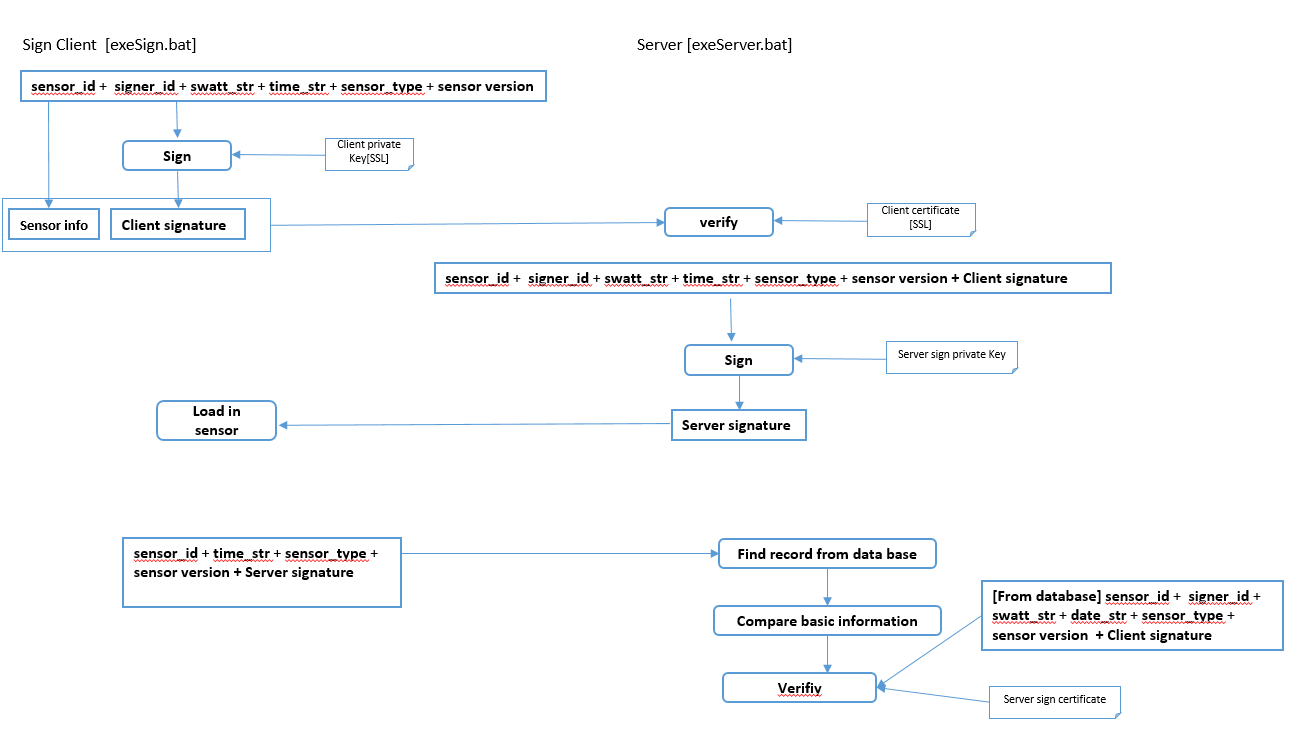 Sign Client [exeSign.bat]
Server [exeServer.bat]
sensor_id + signer_id + swatt_str + time_str + sensor_type + sensor version
Sign
Client private
Key[SSL]
Sensor info
Client signature
verify
Client certificate
[SSL]
sensor_id + signer_id + swatt_str + time_str + sensor_type + sensor version + Client signature
Sign
Server sign private Key
Load in
sensor
Server signature
sensor_id + time_str + sensor_type +
sensor version + Server signature
Find record from data base
Compare basic information
[From database] sensor_id + signer_id +
swatt_str + date_str + sensor_type +
sensor version + Client signature
Verifiy
Server sign certificate